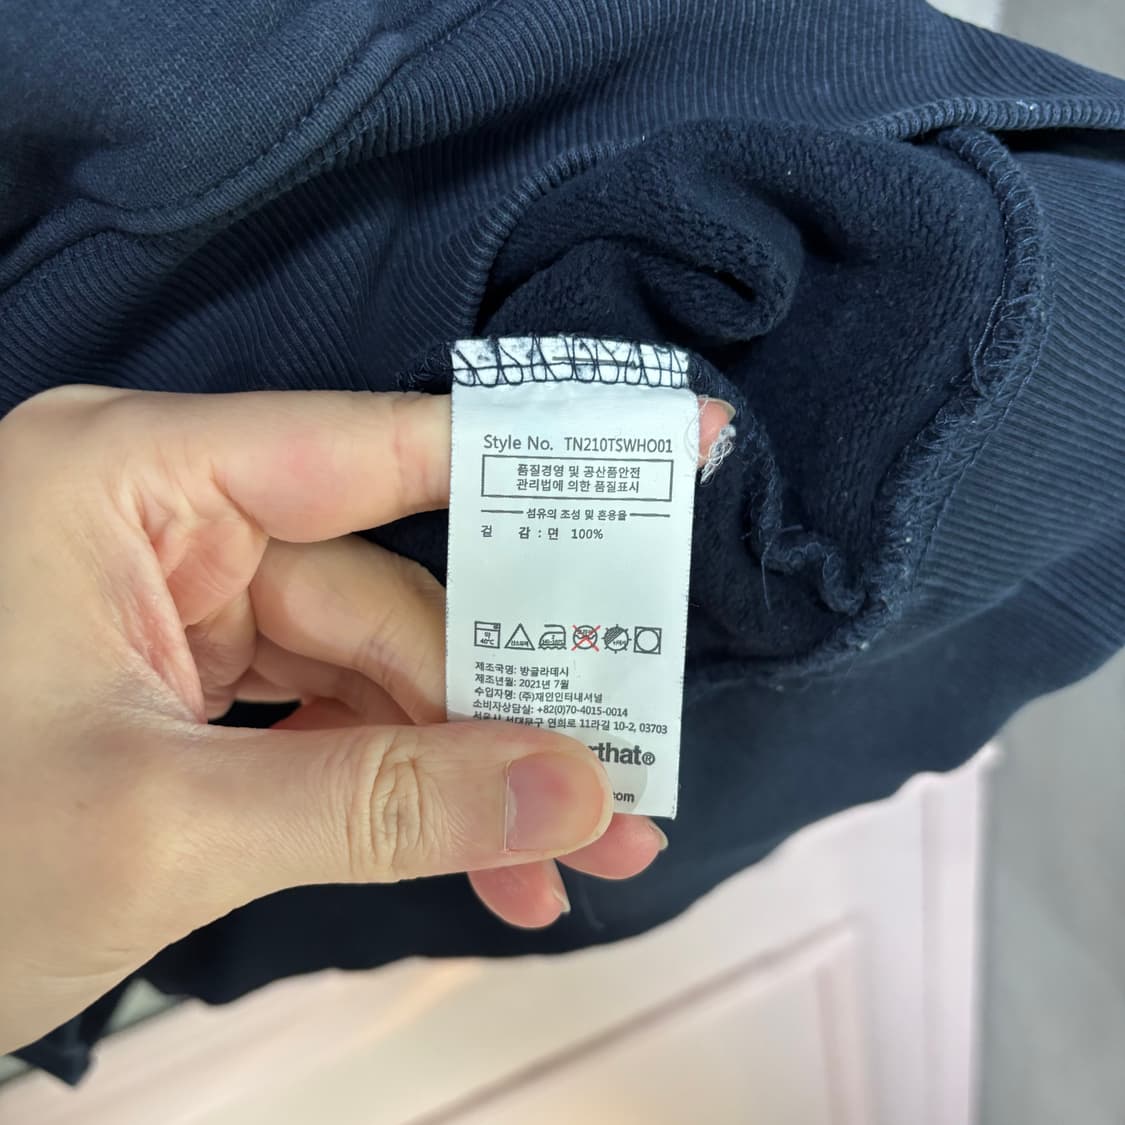 Style No. TN210TSWHO01
품질경영 및 공산품안전
관리법에 의한 품질표시
섬유의 조성 및 혼용율
겉 감 : 면 100%
약
40℃
제조국명: 방글라데시
제조년월: 2021년 7월
수입자명: (주)재인인터내셔널
소비자상담실: +82(0)70-4015-0014
서울시 서대문구 연희로 11라길 10-2, 03703
rthat®
.com